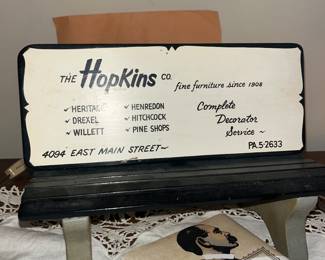 THE Hopkins CO. fine furniture since 1908
✓ HERITAGE ✓ HENREDON
✓ DREXEL ✓ HITCHCOCK
✓ WILLETT ✓ PINE SHOPS
Complete
Decorator
Service ~
4094 EAST MAIN STREET ~ PA.5-2633